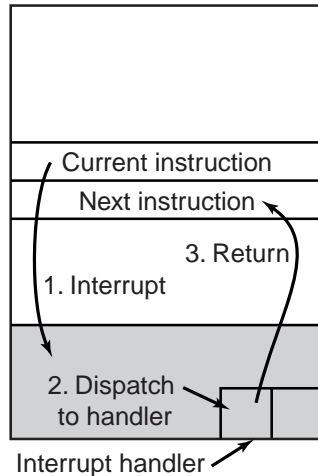 Current instruction
Next instruction
3. Return
1. Interrupt
2. Dispatch
to handler
Interrupt handler